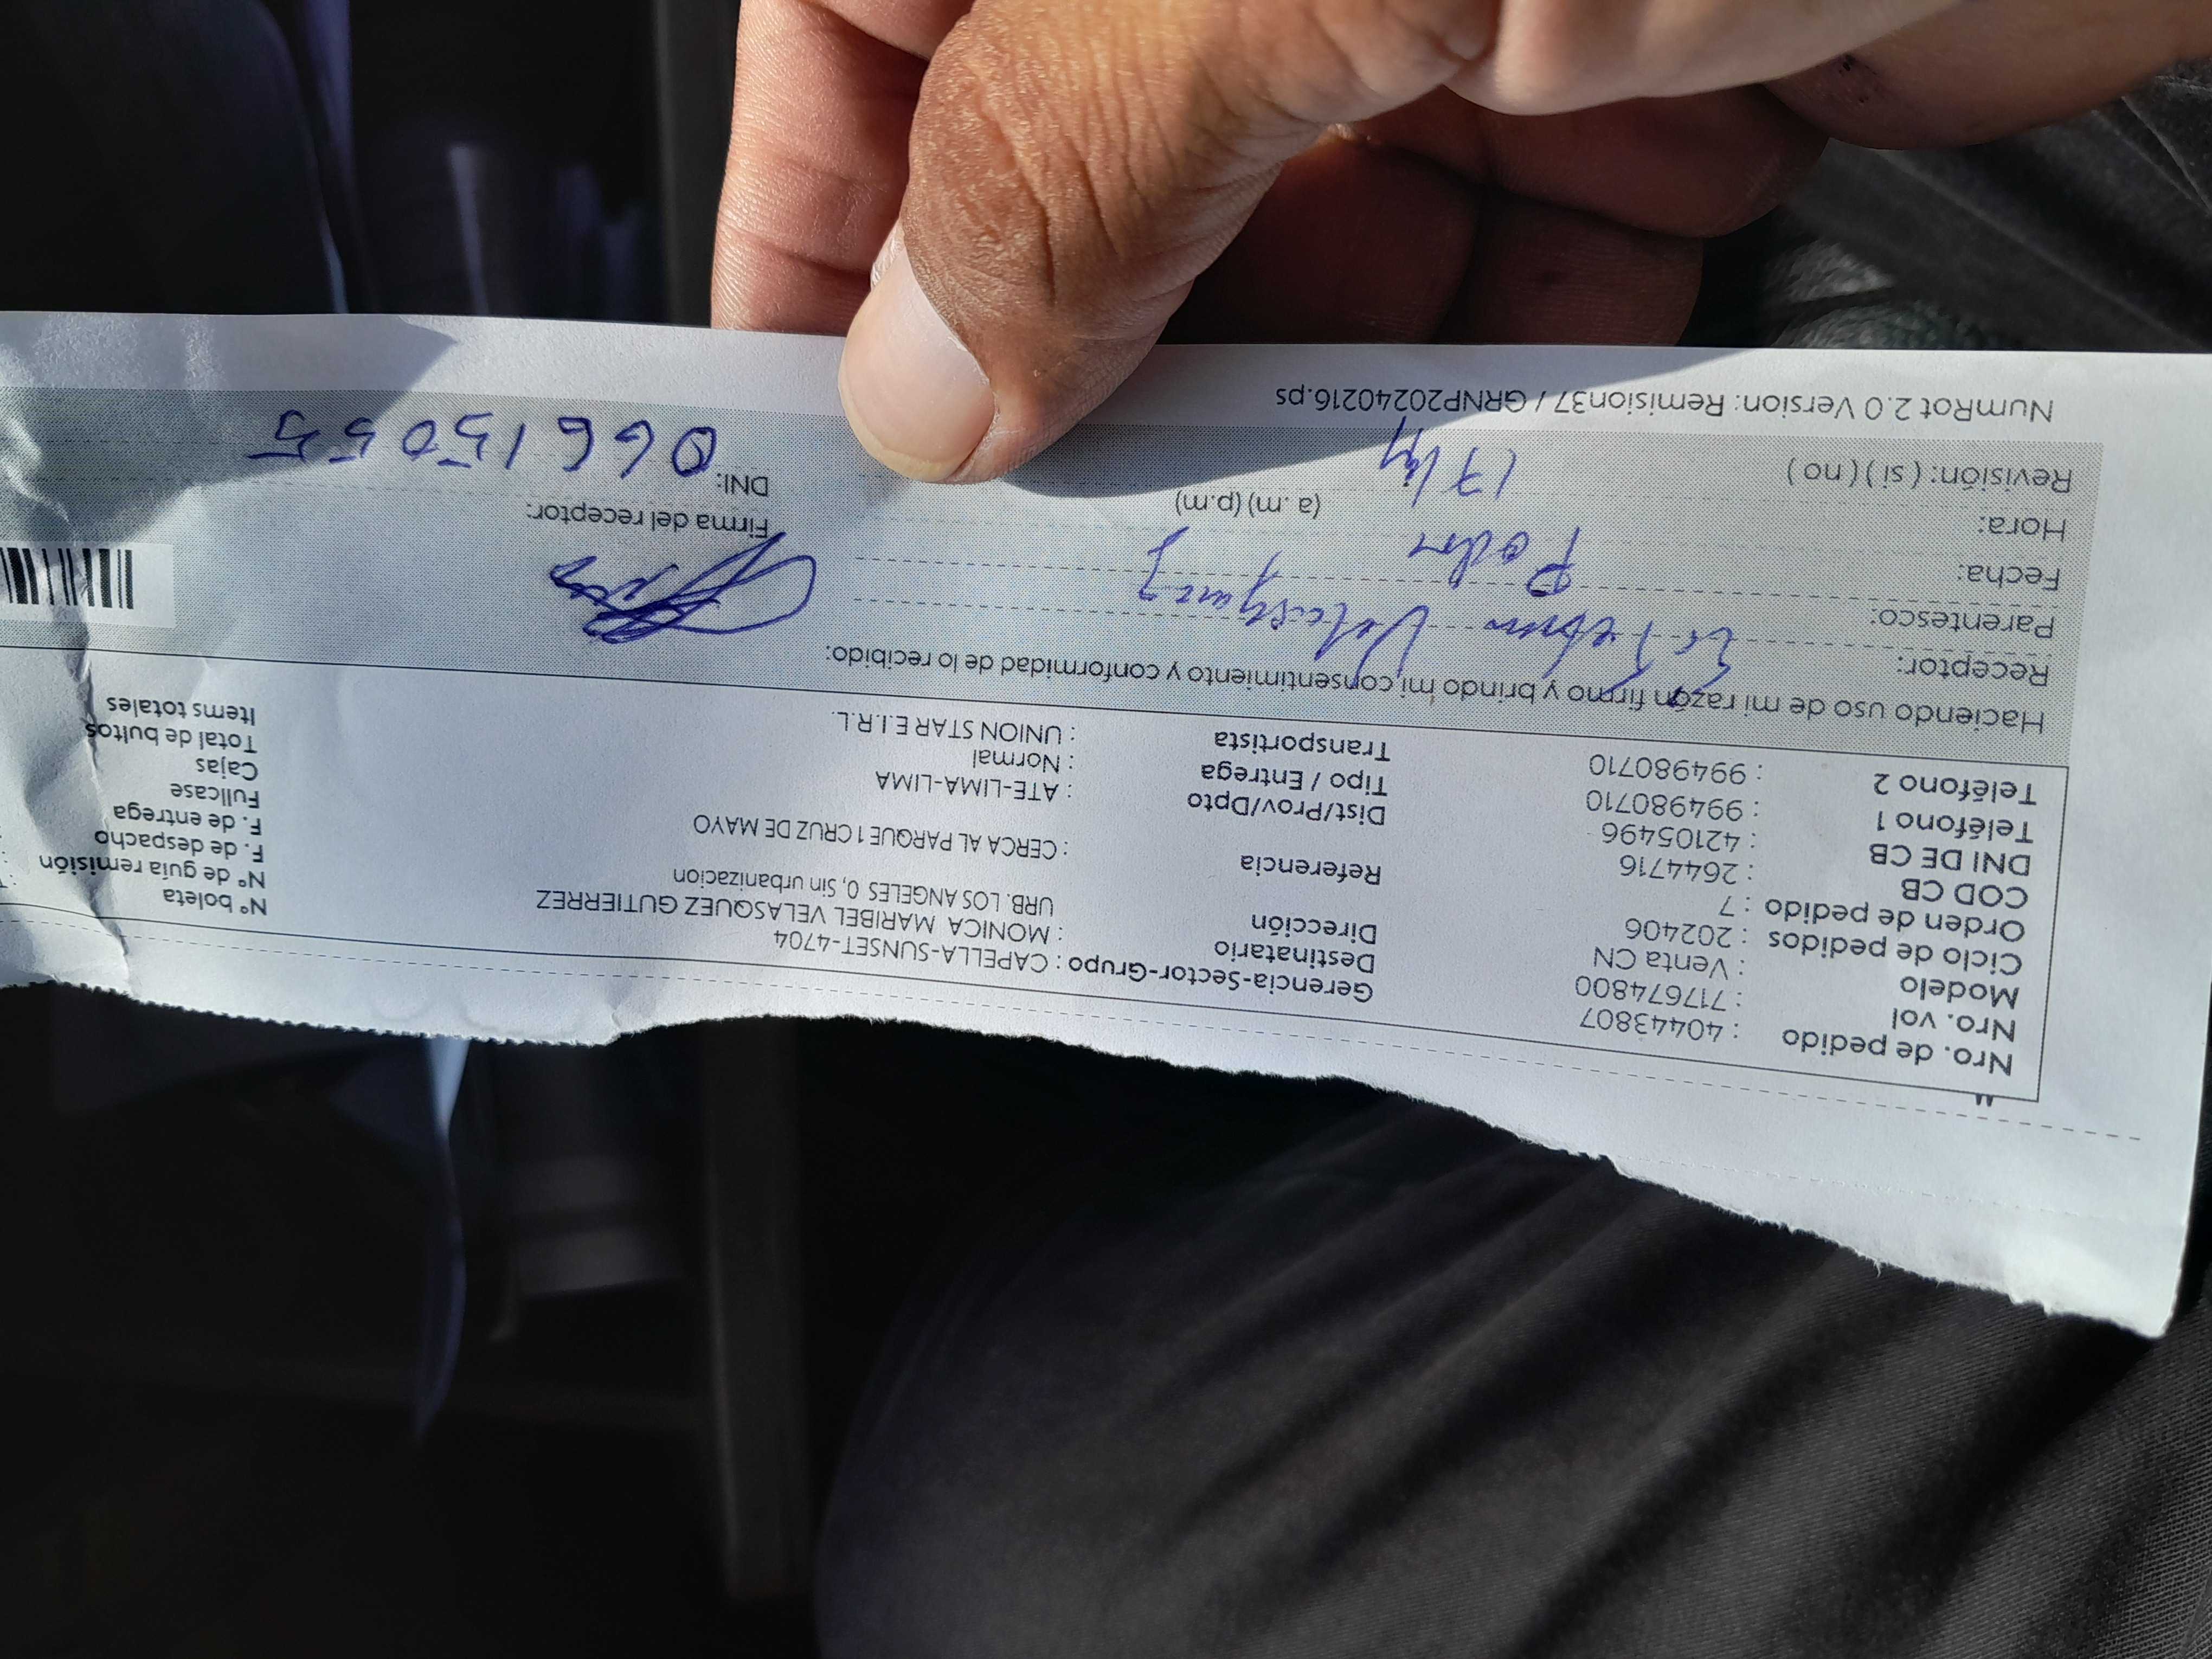 Nro. de pedido : 40443807
Nro. vol : 717674800
Modelo : Venta CN
Ciclo de pedidos : 202406
Orden de pedido : 7
COD CB : 2644716
DNI DE CB : 42105496
Teléfono 1 : 994980710
Teléfono 2 : 994980710
Gerencia-Sector-Grupo : CAPELLA-SUNSET-4704
Destinatario : MONICA MARIBEL VELASQUEZ GUTIERREZ
Dirección URB. LOS ANGELES 0, Sin urbanizacion
Referencia : CERCA AL PARQUE 1 CRUZ DE MAYO
Dist/Prov/Dpto : ATE-LIMA-LIMA
Tipo / Entrega : Normal
Transportista : UNION STAR E.I.R.L.
N° boleta
N° de guia remisión
F. de despacho
F. de entrega
Fullcase
Cajas
Total de bultos
Items totales
Haciendo uso de mi razón firmo y brindo mi consentimiento y conformidad de lo recibido:
Receptor: Velasquez
Parentesco:
Fecha:
Hora: (a.m) (p.m)
Revisión: ( si ) ( no )
Firma del receptor:
DNI: 06615055
NumRot 2.0 Version: Remision37 / GRNP20240216.ps